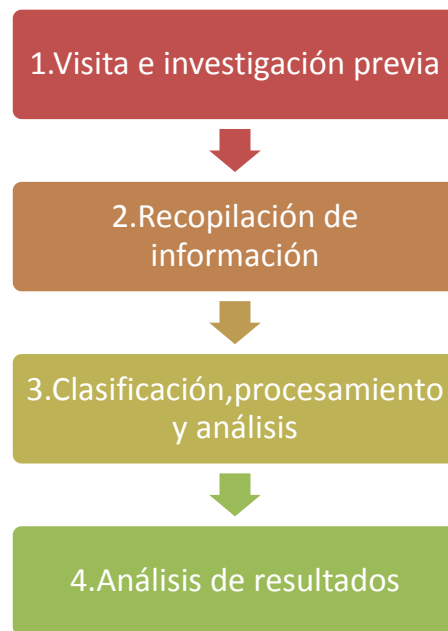 1.Visita e investigación previa
2.Recopilación de
información
3.Clasificación,procesamiento
y análisis
4.Análisis de resultados